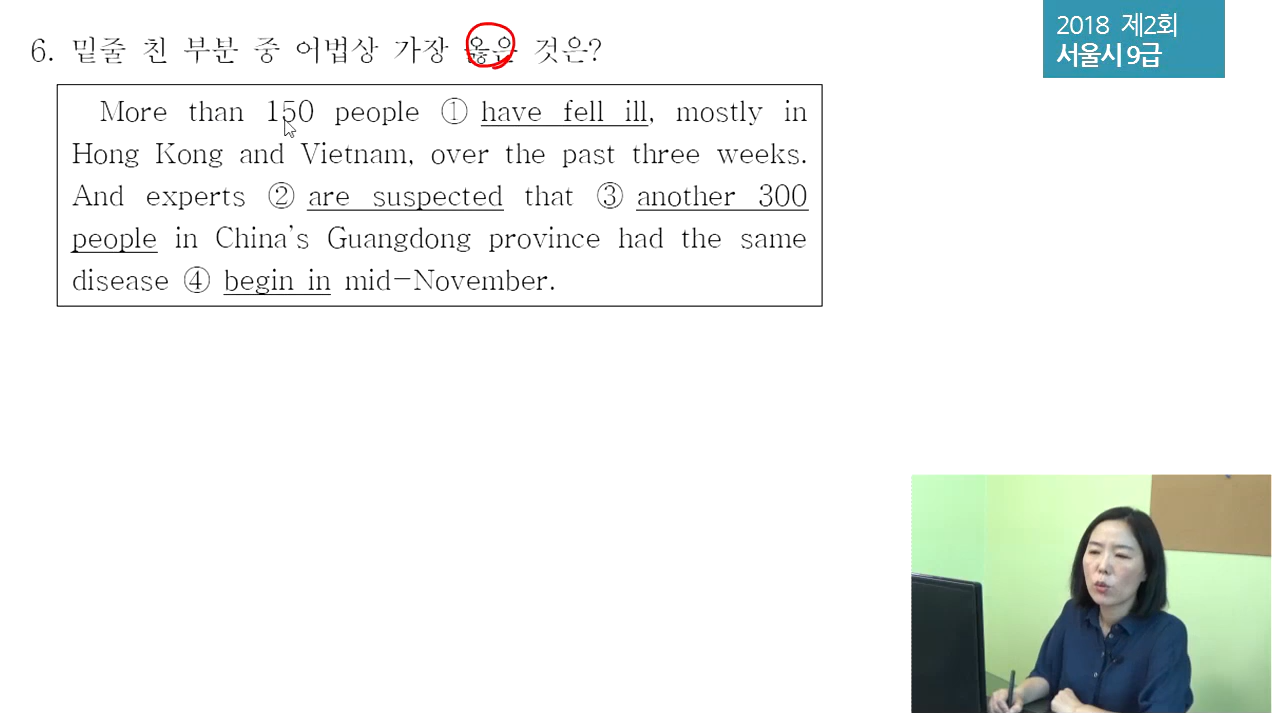 6. 밑줄 친 부분 중 어법상 가장 옳은 것은?
2018 제2회
서울시 9급
More than 150 people ① have fell ill, mostly in
Hong Kong and Vietnam, over the past three weeks.
And experts ② are suspected that ③ another 300
people in China's Guangdong province had the same
disease ④ begin in mid-November.